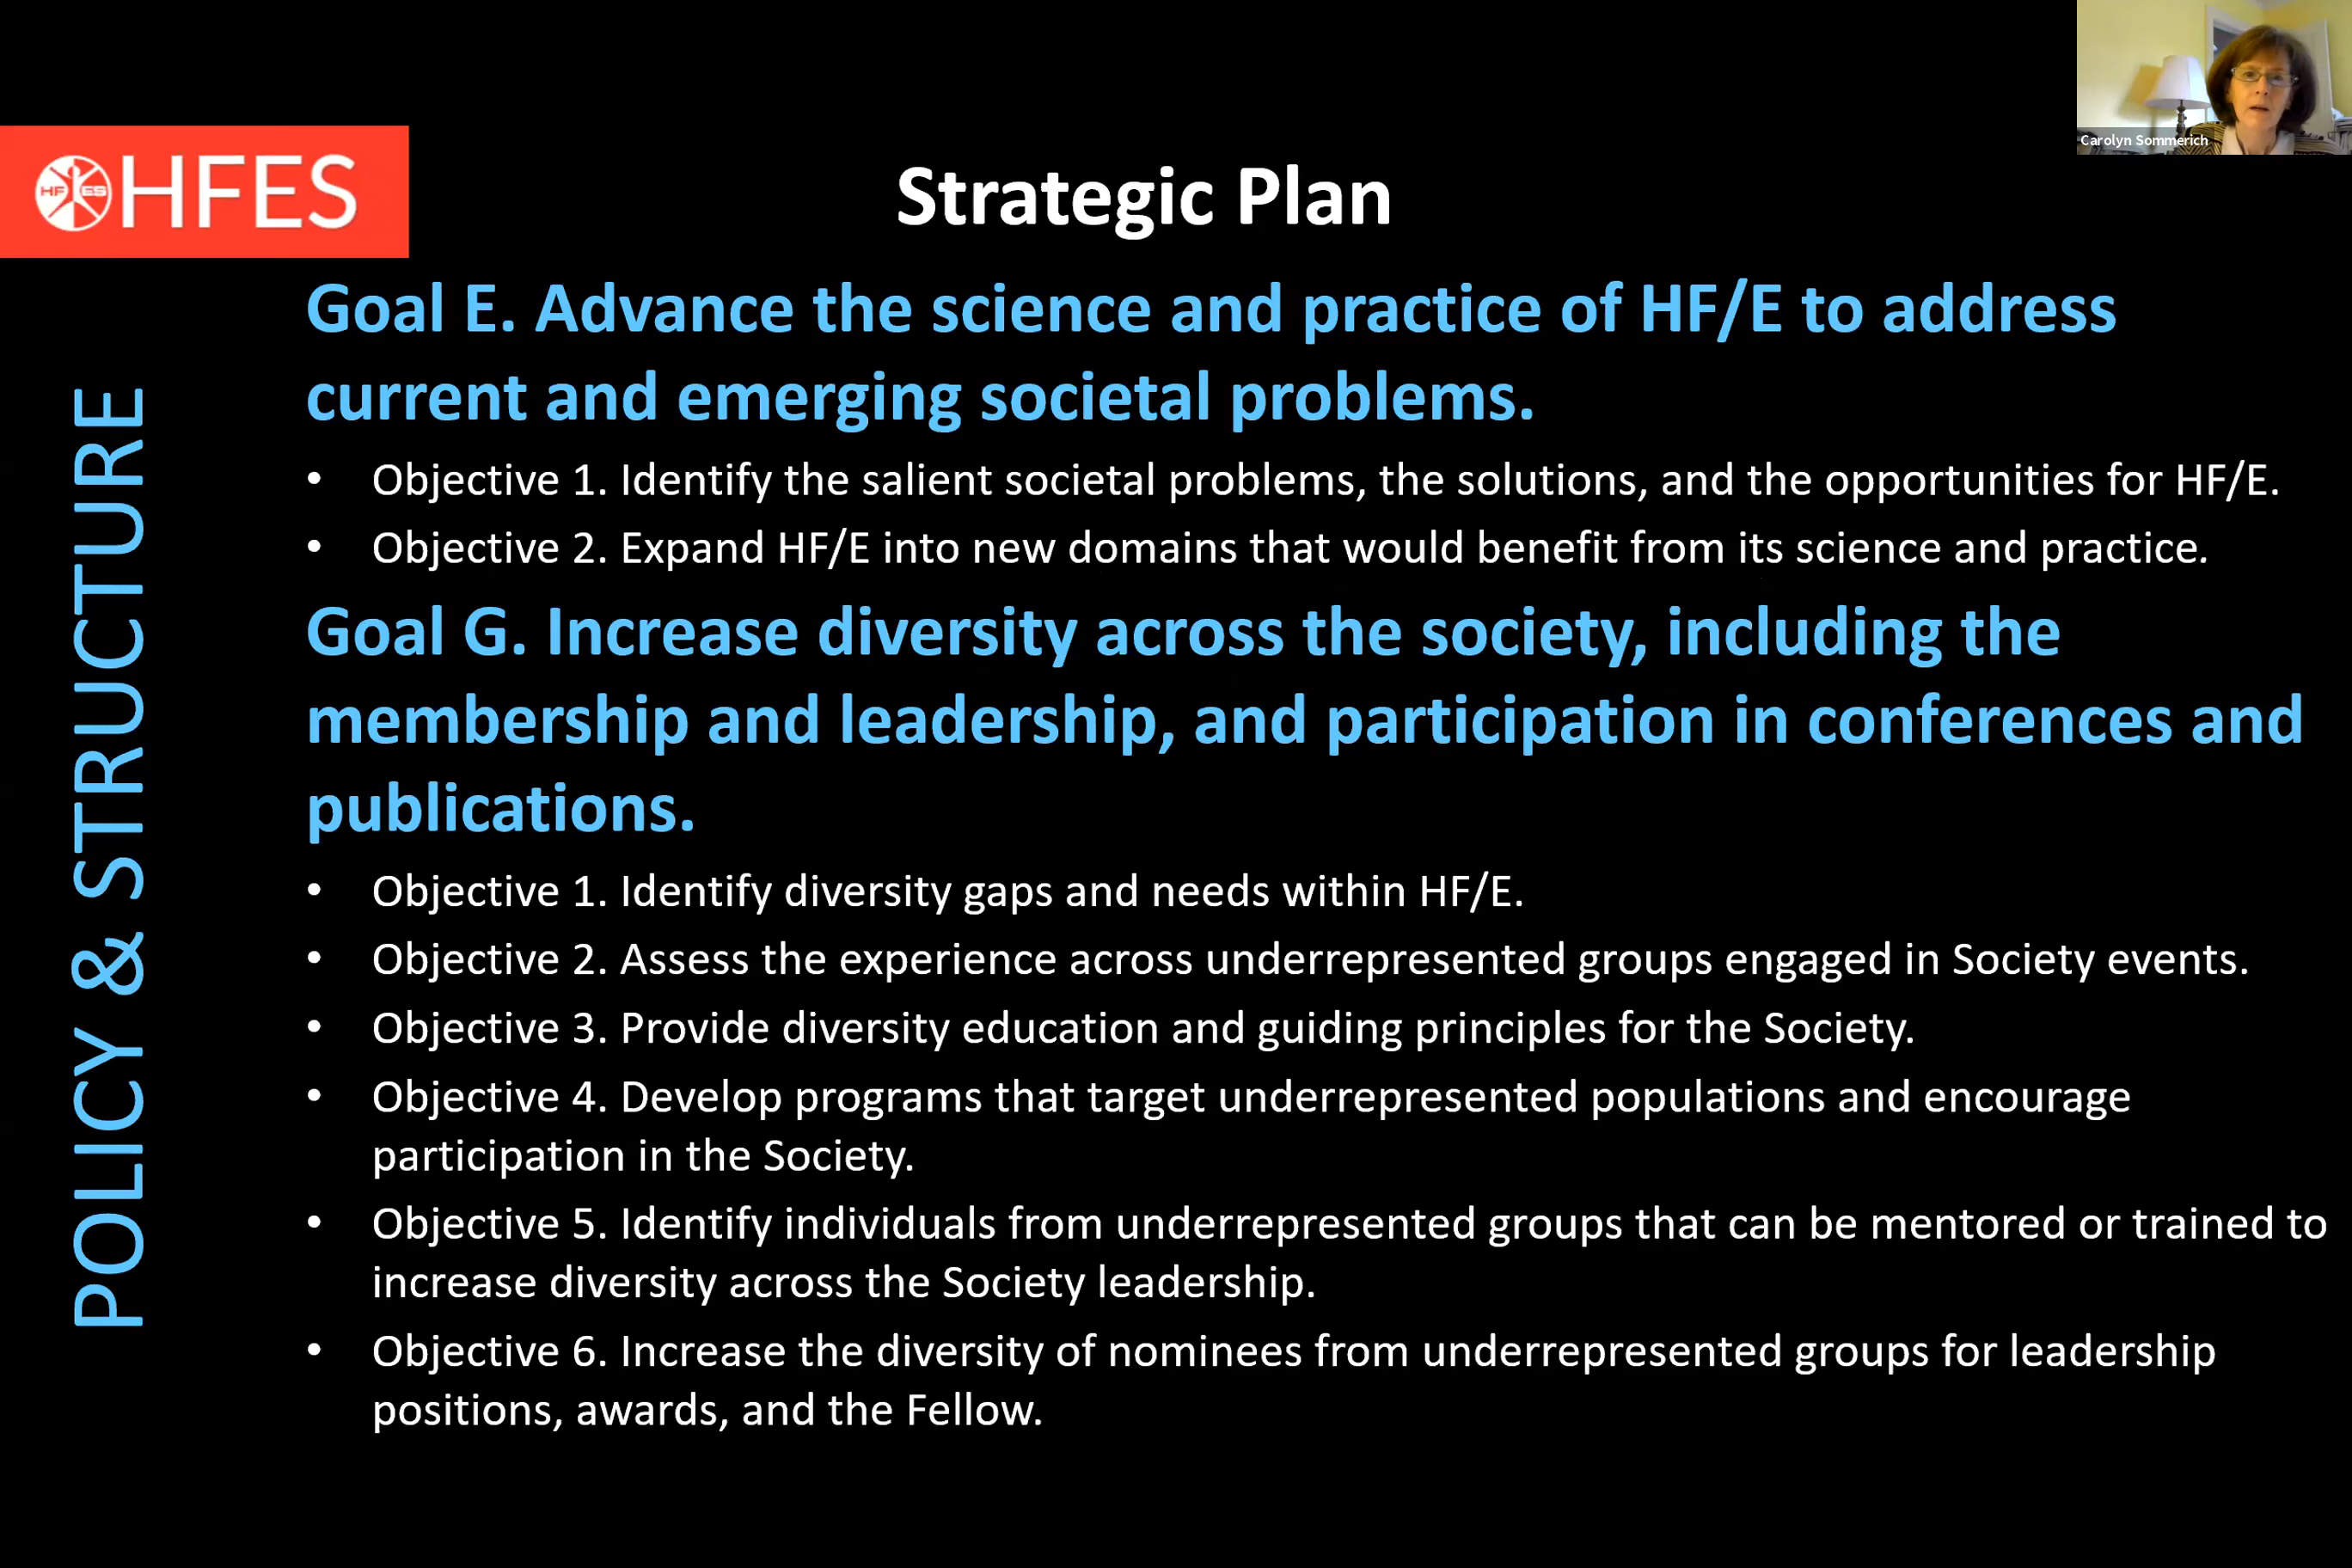 Carolyn Sommerich
HF ES HFES
Strategic Plan
POLICY & STRUCTURE
Goal E. Advance the science and practice of HF/E to address
current and emerging societal problems.
• Objective 1. Identify the salient societal problems, the solutions, and the opportunities for HF/E.
• Objective 2. Expand HF/E into new domains that would benefit from its science and practice.
Goal G. Increase diversity across the society, including the
membership and leadership, and participation in conferences and
publications.
• Objective 1. Identify diversity gaps and needs within HF/E.
• Objective 2. Assess the experience across underrepresented groups engaged in Society events.
• Objective 3. Provide diversity education and guiding principles for the Society.
• Objective 4. Develop programs that target underrepresented populations and encourage
participation in the Society.
• Objective 5. Identify individuals from underrepresented groups that can be mentored or trained to
increase diversity across the Society leadership.
• Objective 6. Increase the diversity of nominees from underrepresented groups for leadership
positions, awards, and the Fellow.